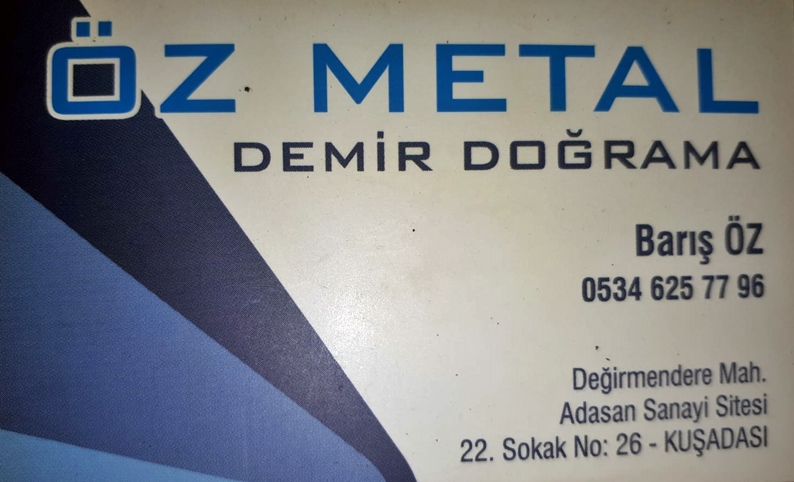 ÖZ METAL
DEMİR DOĞRAMA
Barış ÖZ
0534 625 77 96
Değirmendere Mah.
Adasan Sanayi Sitesi
22. Sokak No: 26 - KUŞADASI